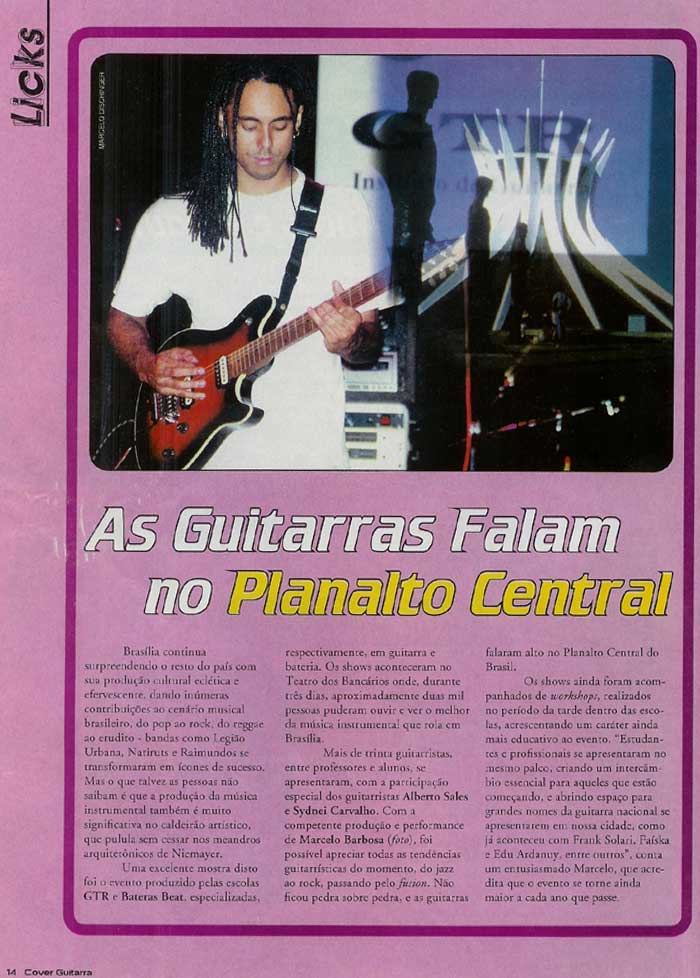 Licks
MARCELO DISCHINGER
GTR
As Guitarras Falam
no Planalto Central
Brasília continua
surpreendendo o resto do país com
sua produção cultural eclética e
efervescente, dando inúmeras
contribuições ao cenário musical
brasileiro, do pop ao rock, do reggae
ao erudito - bandas como Legião
Urbana, Natiruts e Raimundos se
transformaram em ícones de sucesso.
Mas o que talvez as pessoas não
saibam é que a produção da música
instrumental também é muito
significativa no caldeirão artístico,
que pulula sem cessar nos meandros
arquitetônicos de Niemayer.
Uma excelente mostra disto
foi o evento produzido pelas escolas
GTR e Bateras Beat, especializadas,
respectivamente, em guitarra e
bateria. Os shows aconteceram no
Teatro dos Bancários onde, durante
três dias, aproximadamente duas mil
pessoas puderam ouvir e ver o melhor
da música instrumental que rola em
Brasília.
Mais de trinta guitarristas,
entre professores e alunos, se
apresentaram, com a participação
especial dos guitarristas Alberto Sales
e Sydnei Carvalho. Com a
competente produção e performance
de Marcelo Barbosa (foto), foi
possível apreciar todas as tendências
guitarrísticas do momento, do jazz
ao rock, passando pelo fusion. Não
ficou pedra sobre pedra, e as guitarras
falaram alto no Planalto Central do
Brasil.
Os shows ainda foram acom-
panhados de workshops, realizados
no período da tarde dentro das esco-
las, acrescentando um caráter ainda
mais educativo ao evento. "Estudan-
tes e profissionais se apresentaram no
mesmo palco, criando um intercâm-
bio essencial para aqueles que estão
começando, e abrindo espaço para
grandes nomes da guitarra nacional se
apresentarem em nossa cidade, como
já aconteceu com Frank Solari, Faíska
e Edu Ardanuy, entre outros", conta
um entusiasmado Marcelo, que acre-
dita que o evento se torne ainda
maior a cada ano que passe.
14 Cover Guitarra